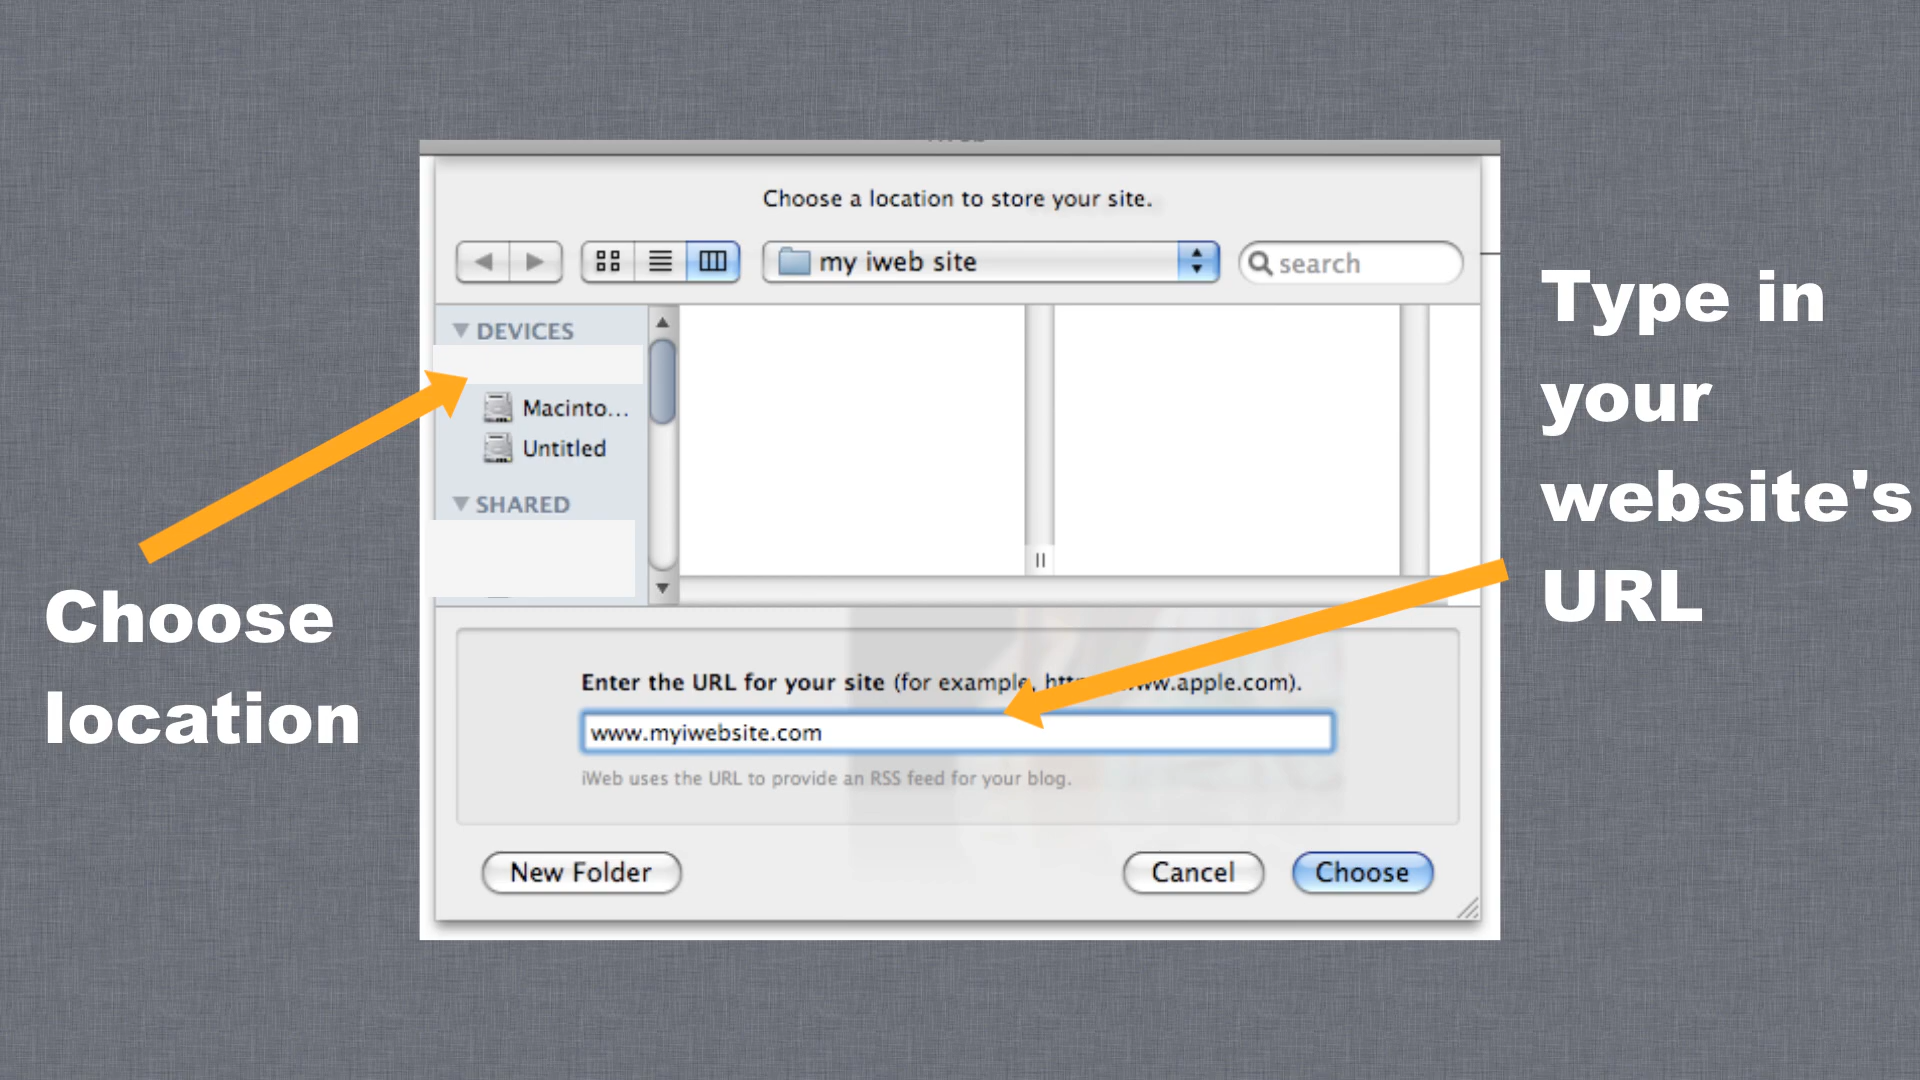 Choose a location to store your site.
my iweb site
search
DEVICES
Macinto...
Untitled
SHARED
Enter the URL for your site (for example, www.apple.com).
www.myiwebsite.com
iWeb uses the URL to provide an RSS feed for your blog.
New Folder
Cancel
Choose
Choose
location
Type in
your
website's
URL